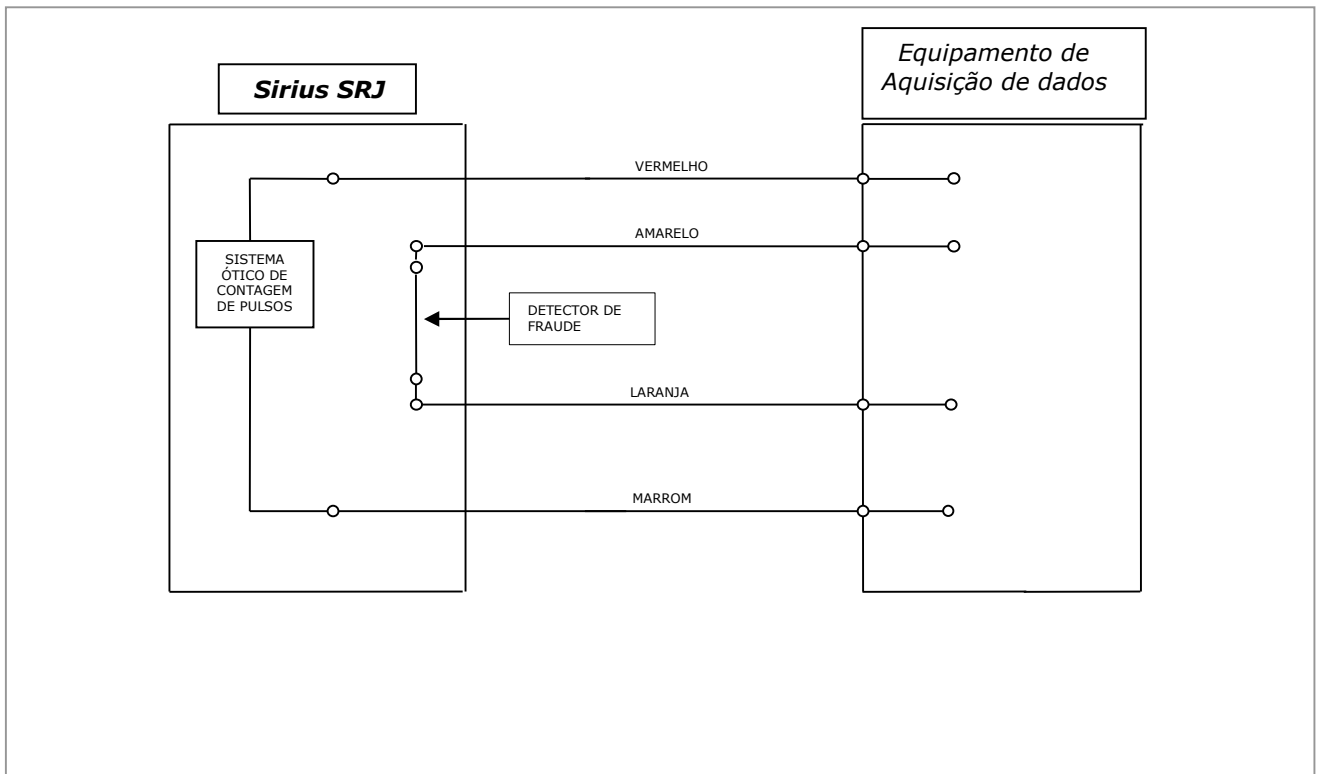 Sirius SRJ
Equipamento de
Aquisição de dados
VERMELHO
AMARELO
SISTEMA
ÓTICO DE
CONTAGEM
DE PULSOS
DETECTOR DE
FRAUDE
LARANJA
MARROM